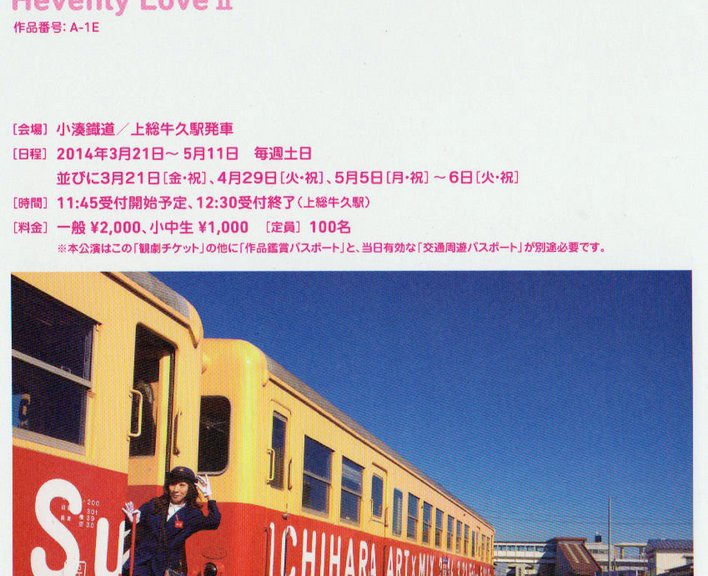 Hevenly Love II
作品番号: A-1E
[会場] 小湊鐵道／上総牛久駅発車
[日程] 2014年3月21日〜5月11日 毎週土日
並びに3月21日[金・祝]、4月29日[火・祝]、5月5日[月・祝]〜6日[火・祝]
[時間] 11:45受付開始予定、12:30受付終了(上総牛久駅)
[料金] 一般 ¥2,000、小中生 ¥1,000 [定員] 100名
※本公演はこの「観劇チケット」の他に「作品鑑賞パスポート」と、当日有効な「交通周遊パスポート」が別途必要です。
Su
ICHIHARA ART×MIX